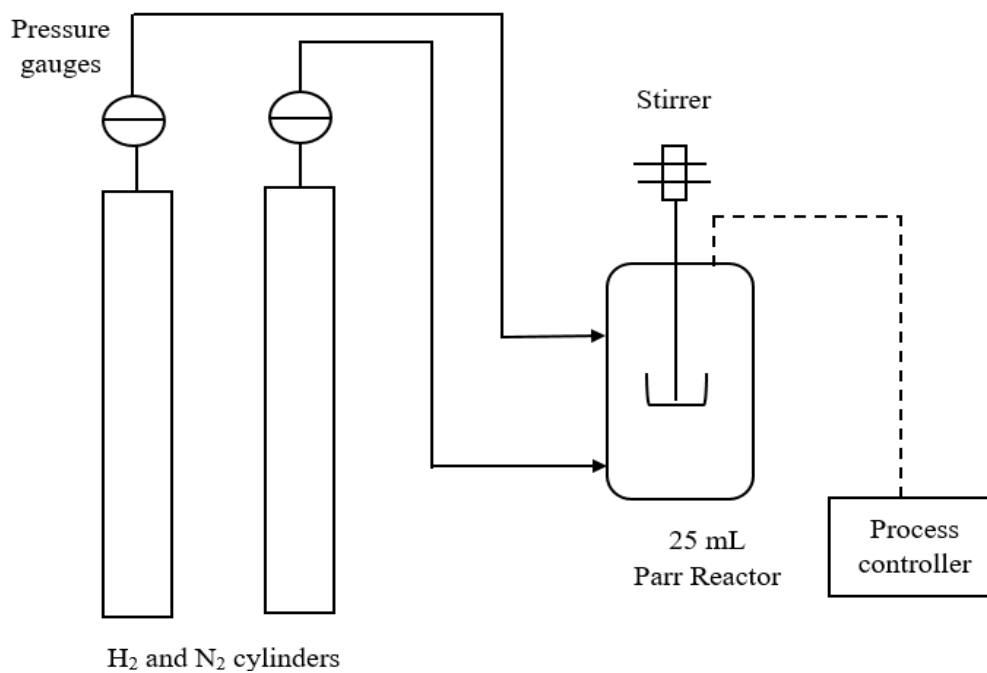 Pressure
gauges
Stirrer
25 mL
Parr Reactor
Process
controller
H₂ and N₂ cylinders